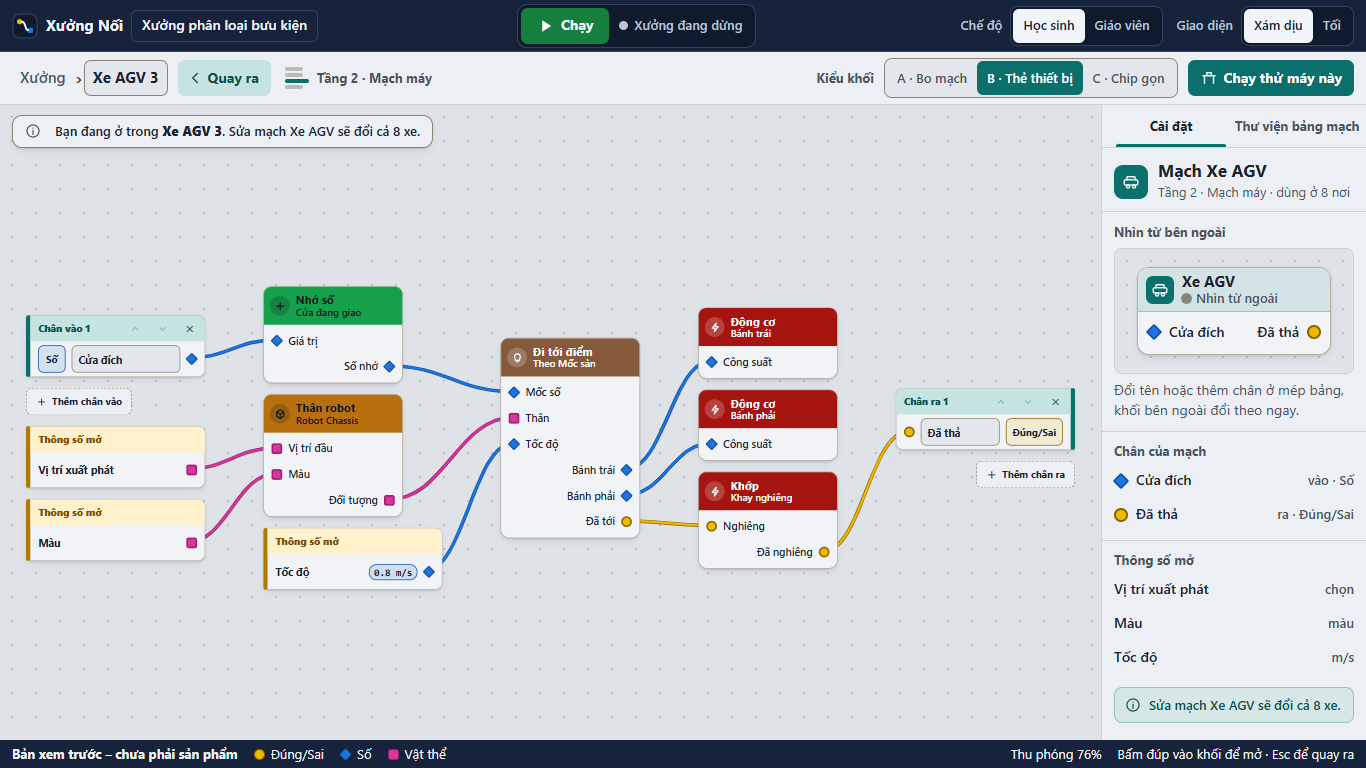 Xưởng Nối
Xưởng phân loại bưu kiện
Chạy
Xưởng đang dừng
Chế độ
Học sinh
Giáo viên
Giao diện
Xám dịu
Tối
Xưởng
Xe AGV 3
Quay ra
Tầng 2 · Mạch máy
Kiểu khối
A · Bo mạch
B · Thẻ thiết bị
C · Chip gọn
Chạy thử máy này
Bạn đang ở trong Xe AGV 3. Sửa mạch Xe AGV sẽ đổi cả 8 xe.
Chân vào 1
Số
Cửa đích
+ Thêm chân vào
Thông số mở
Vị trí xuất phát
Thông số mở
Màu
Nhớ số
Cửa đang giao
Giá trị
Số nhớ
Thân robot
Robot Chassis
Vị trí đầu
Màu
Đối tượng
Thông số mở
Tốc độ
0.8 m/s
Đi tới điểm
Theo Mốc sàn
Mốc số
Thân
Tốc độ
Bánh trái
Bánh phải
Đã tới
Động cơ
Bánh trái
Công suất
Động cơ
Bánh phải
Công suất
Khớp
Khay nghiêng
Nghiêng
Đã nghiêng
Chân ra 1
Đã thả
Đúng/Sai
+ Thêm chân ra
Cài đặt
Thư viện bảng mạch
Mạch Xe AGV
Tầng 2 · Mạch máy · dùng ở 8 nơi
Nhìn từ bên ngoài
Xe AGV
Nhìn từ ngoài
Cửa đích
Đã thả
Đổi tên hoặc thêm chân ở mép bảng,
khối bên ngoài đổi theo ngay.
Chân của mạch
Cửa đích
vào · Số
Đã thả
ra · Đúng/Sai
Thông số mở
Vị trí xuất phát
chọn
Màu
màu
Tốc độ
m/s
Sửa mạch Xe AGV sẽ đổi cả 8 xe.
Bản xem trước – chưa phải sản phẩm
Đúng/Sai
Số
Vật thể
Thu phóng 76%
Bấm đúp vào khối để mở · Esc để quay ra